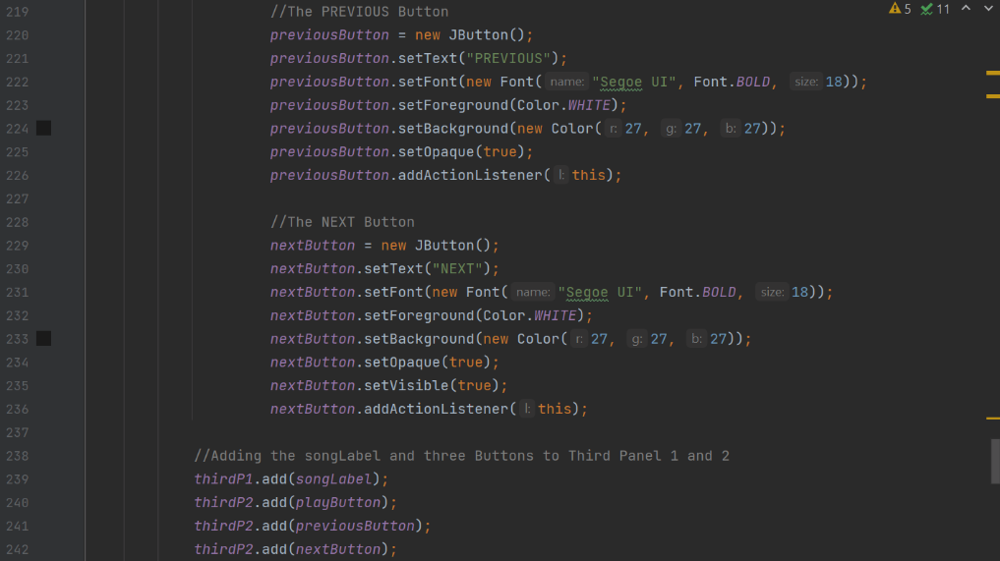 219 //The PREVIOUS Button 5 11
220 previousButton = new JButton();
221 previousButton.setText("PREVIOUS");
222 previousButton.setFont(new Font( name: "Segoe UI", Font.BOLD, size: 18));
223 previousButton.setForeground(Color.WHITE);
224 previousButton.setBackground(new Color( r: 27, g: 27, b: 27));
225 previousButton.setOpaque(true);
226 previousButton.addActionListener( l: this);
227
228 //The NEXT Button
229 nextButton = new JButton();
230 nextButton.setText("NEXT");
231 nextButton.setFont(new Font( name: "Segoe UI", Font.BOLD, size: 18));
232 nextButton.setForeground(Color.WHITE);
233 nextButton.setBackground(new Color( r: 27, g: 27, b: 27));
234 nextButton.setOpaque(true);
235 nextButton.setVisible(true);
236 nextButton.addActionListener( l: this);
237
238 //Adding the songLabel and three Buttons to Third Panel 1 and 2
239 thirdP1.add(songLabel);
240 thirdP2.add(playButton);
241 thirdP2.add(previousButton);
242 thirdP2.add(nextButton);